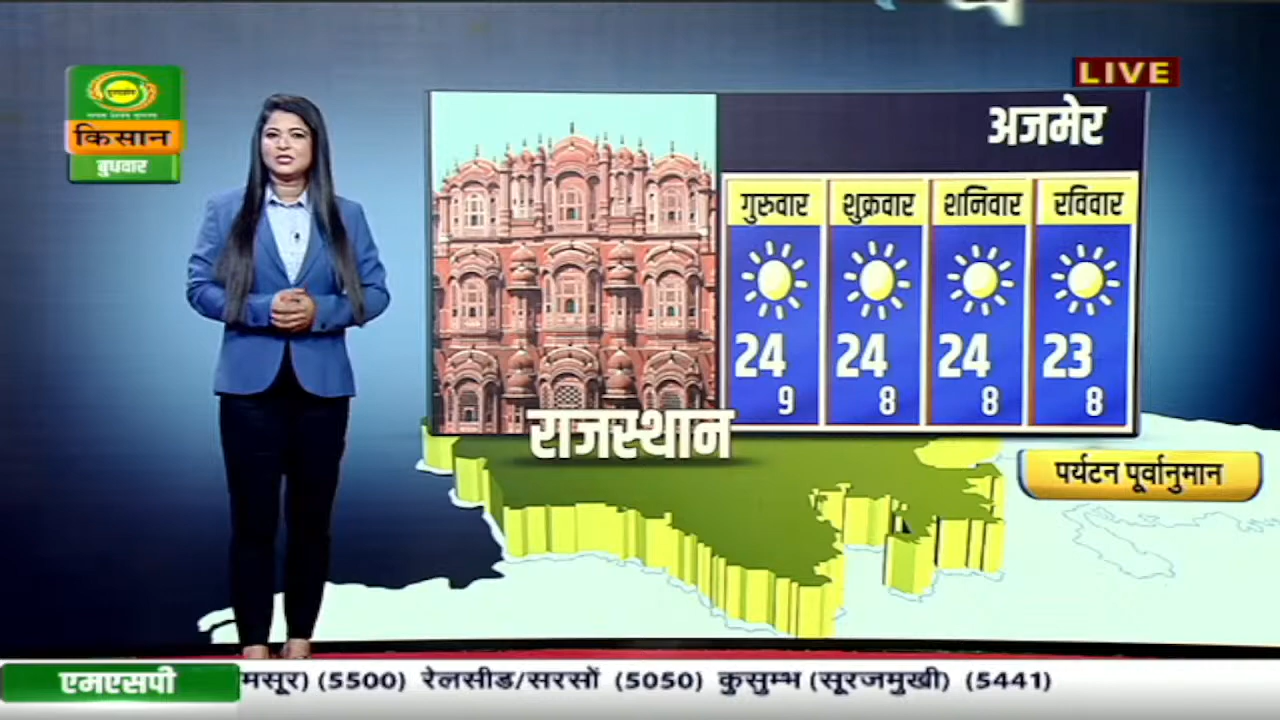 LIVE
किसान
बुधवार
अजमेर
गुरुवार शुक्रवार शनिवार रविवार
24 24 24 23
9 8 8 8
राजस्थान
पर्यटन पूर्वानुमान
एमएसपी मसूर) (5500) रेलसीड/सरसों (5050) कुसुम्भ (सूरजमुखी) (5441)